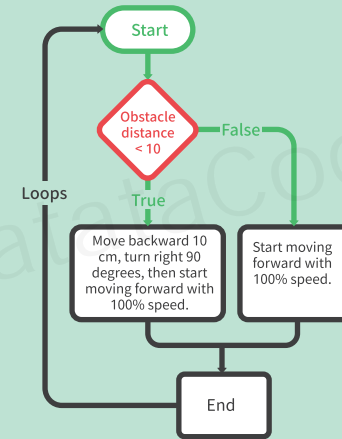 Start
Obstacle
distance
< 10
False
True
Loops
Move backward 10
cm, turn right 90
degrees, then start
moving forward with
100% speed.
Start moving
forward with
100% speed.
End